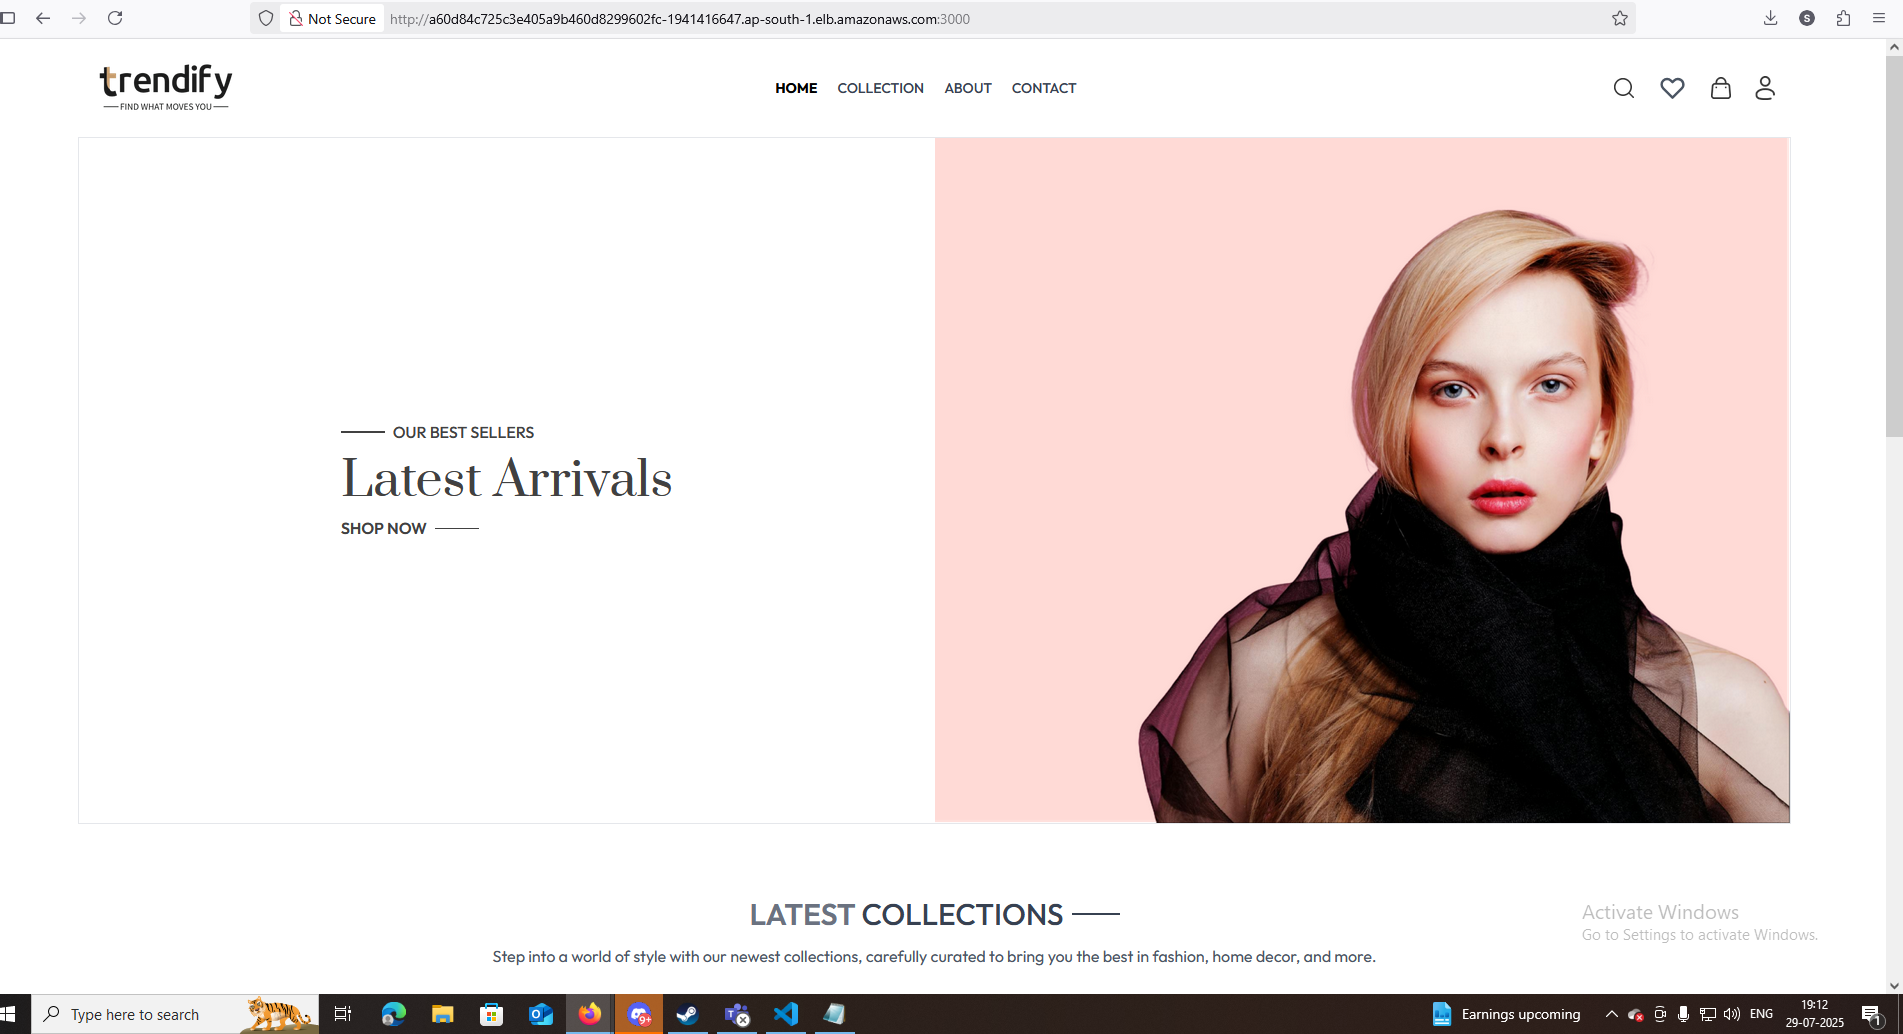 Not Secure
http://a60d84c725c3e405a9b460d8299602fc-1941416647.ap-south-1.elb.amazonaws.com:3000
S
trendify
FIND WHAT MOVES YOU
HOME COLLECTION ABOUT CONTACT
OUR BEST SELLERS
Latest Arrivals
SHOP NOW
LATEST COLLECTIONS
Step into a world of style with our newest collections, carefully curated to bring you the best in fashion, home decor, and more.
Activate Windows
Go to Settings to activate Windows.
Type here to search
9+
Earnings upcoming
ENG
19:12
29-07-2025
1